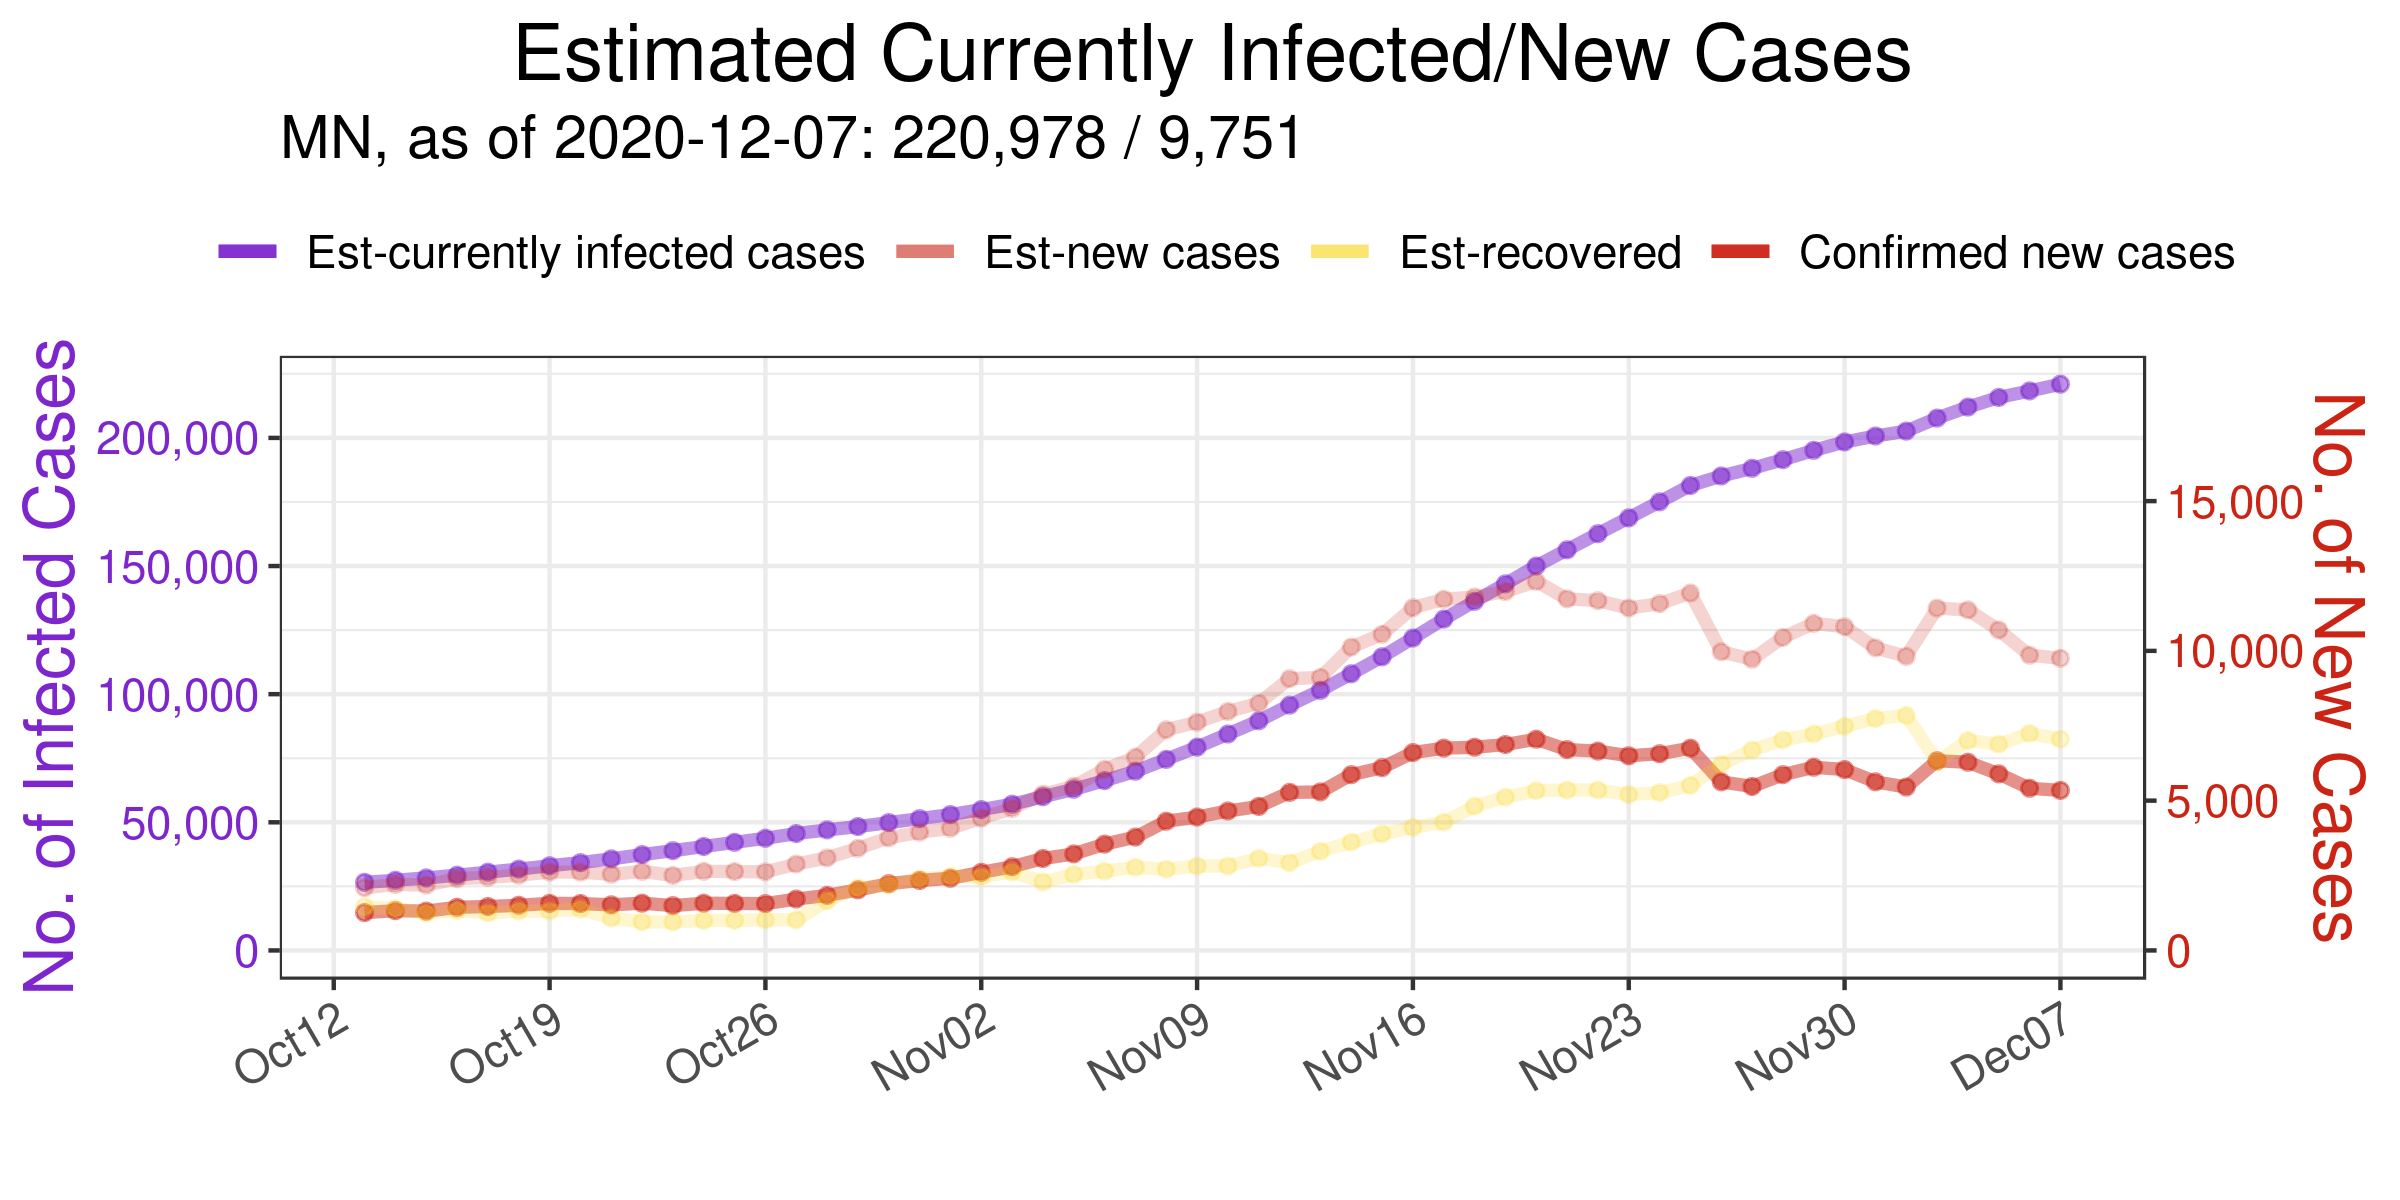 Estimated Currently Infected/New Cases
MN, as of 2020-12-07: 220,978 / 9,751
Est-currently infected cases Est-new cases Est-recovered Confirmed new cases
No. of Infected Cases
200,000
150,000
100,000
50,000
0
15,000
10,000
5,000
0
No. of New Cases
Oct12 Oct19 Oct26 Nov02 Nov09 Nov16 Nov23 Nov30 Dec07